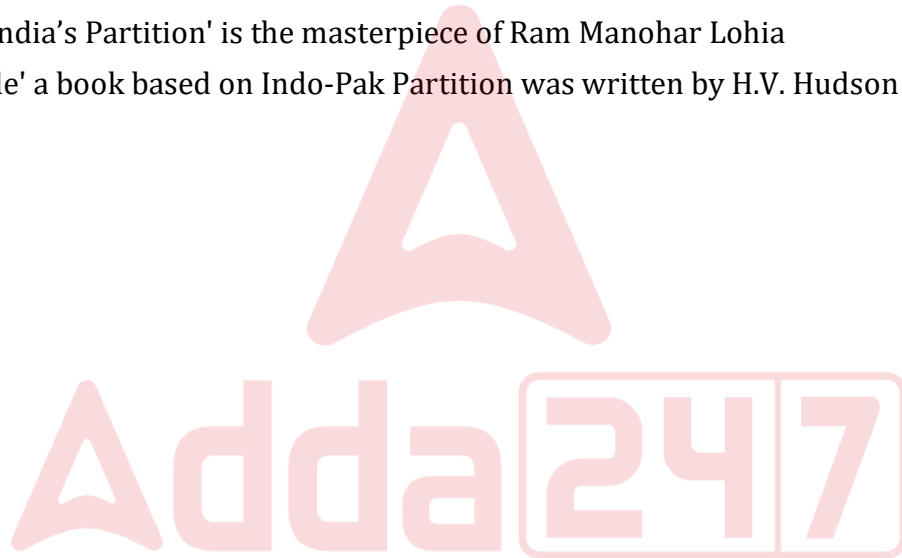 ndia’s Partition' is the masterpiece of Ram Manohar Lohia
le' a book based on Indo-Pak Partition was written by H.V. Hudson
Adda247